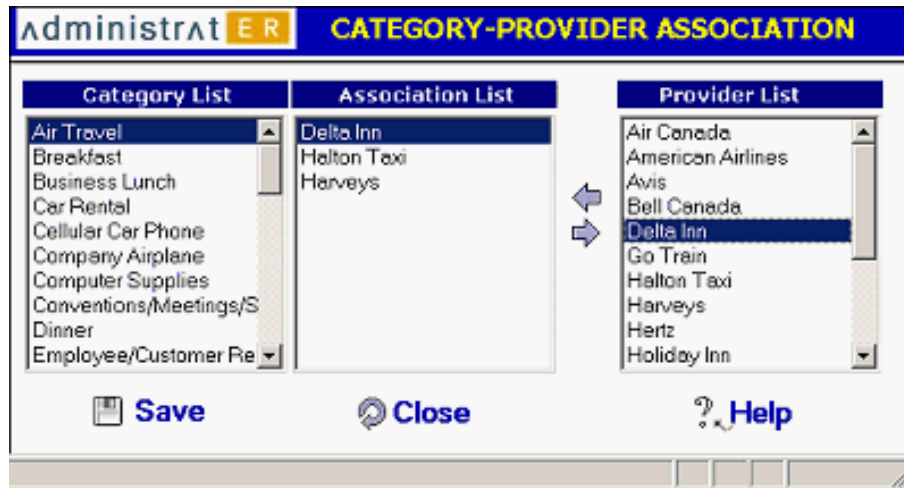 ʌdministrʌt ER
CATEGORY-PROVIDER ASSOCIATION
Category List
Air Travel
Breakfast
Business Lunch
Car Rental
Cellular Car Phone
Company Airplane
Computer Supplies
Conventions/Meetings/S
Dinner
Employee/Customer Re
Association List
Delta Inn
Halton Taxi
Harveys
Provider List
Air Canada
American Airlines
Avis
Bell Canada
Delta Inn
Go Train
Halton Taxi
Harveys
Hertz
Holiday Inn
Save
Close
Help